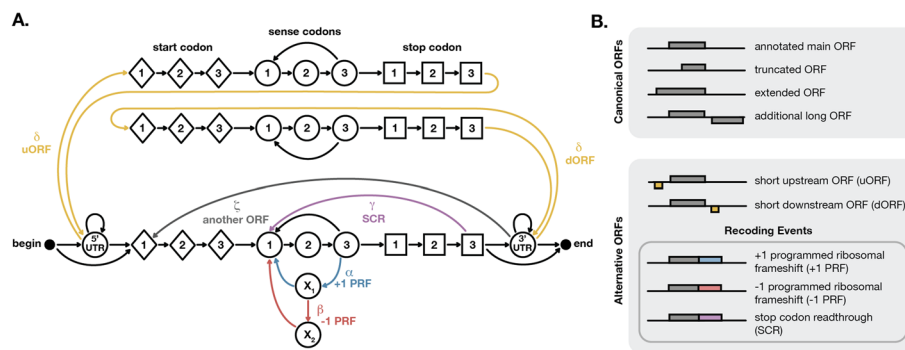 A.
start codon
sense codons
stop codon
1 2 3 1 2 3 1 2 3
δ
uORF
1 2 3 1 2 3 1 2 3
δ
dORF
ζ
another ORF
γ
SCR
begin
5'
UTR
1 2 3 1 2 3 1 2 3
3'
UTR
end
X1
α
+1 PRF
β
-1 PRF
X2
B.
Canonical ORFs
annotated main ORF
truncated ORF
extended ORF
additional long ORF
Alternative ORFs
short upstream ORF (uORF)
short downstream ORF (dORF)
Recoding Events
+1 programmed ribosomal
frameshift (+1 PRF)
-1 programmed ribosomal
frameshift (-1 PRF)
stop codon readthrough
(SCR)